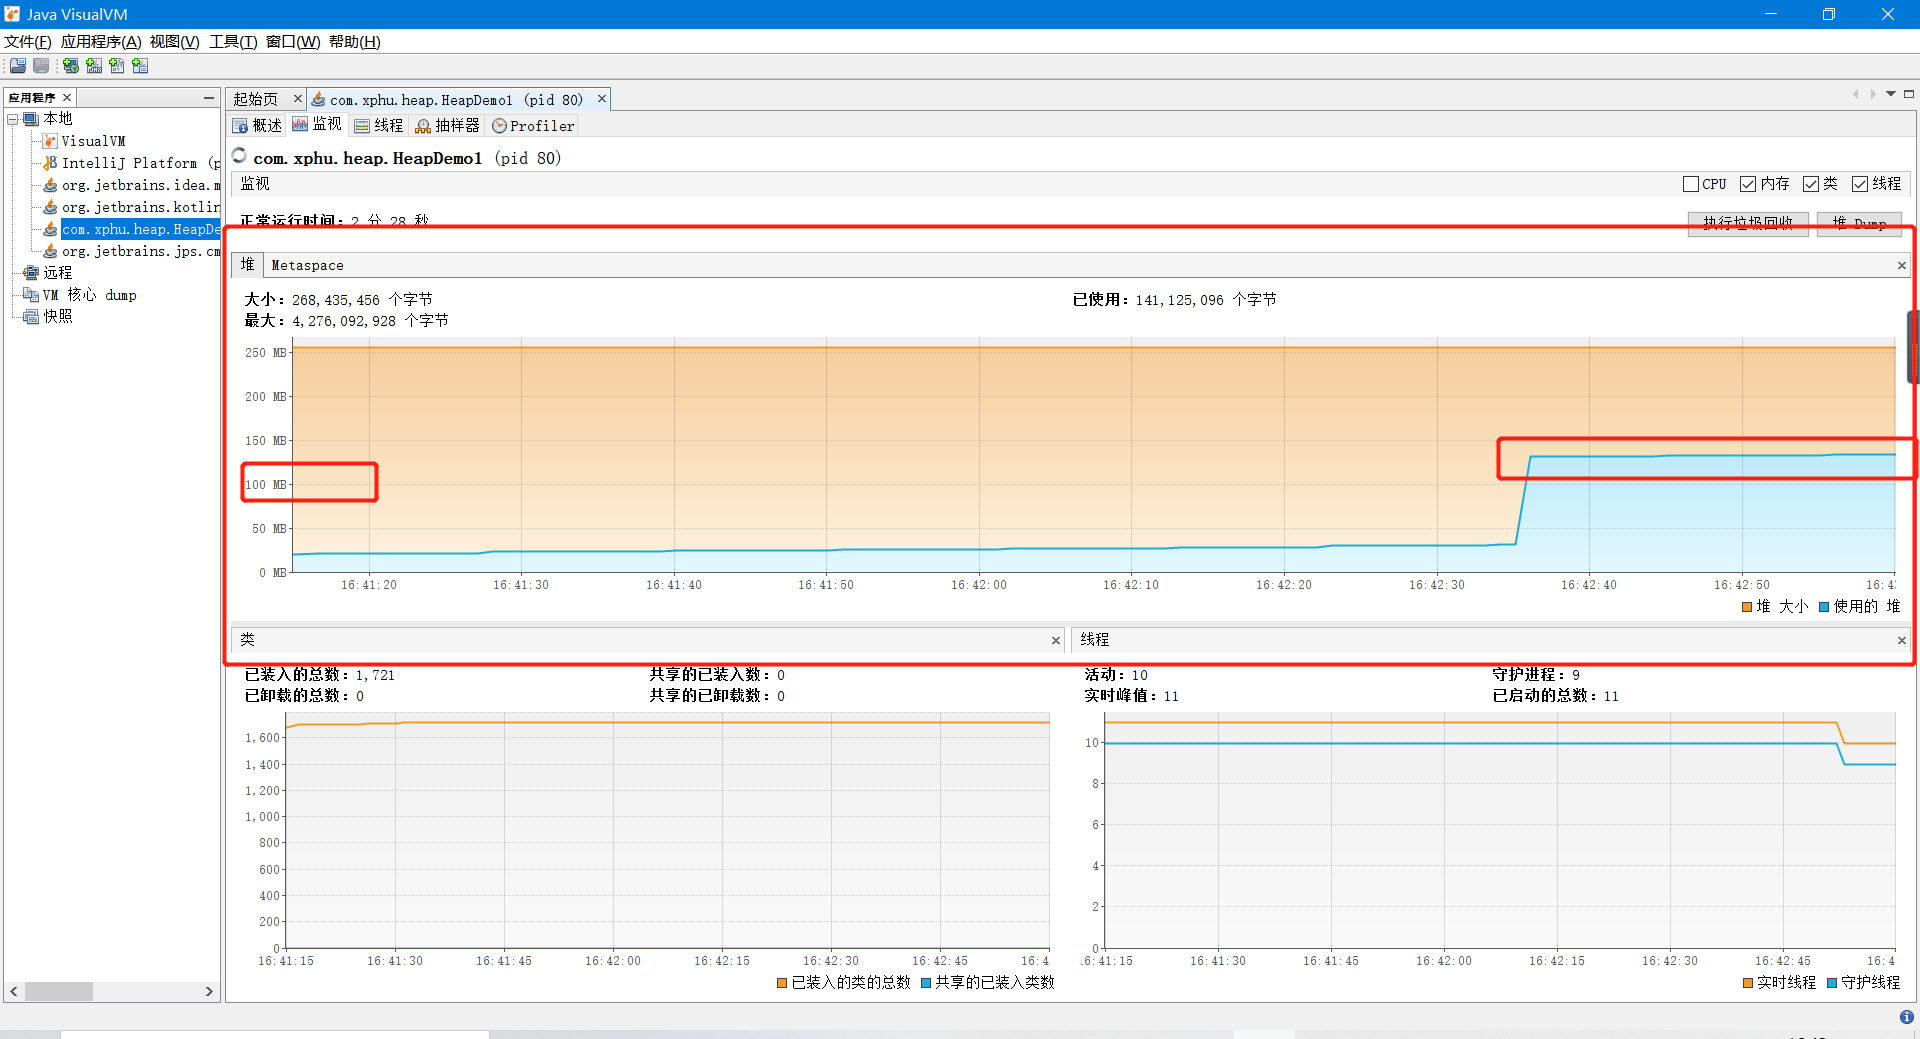 Java VisualVM
文件(F) 应用程序(A) 视图(V) 工具(T) 窗口(W) 帮助(H)
应用程序
本地
VisualVM
IntelliJ Platform (p
org.jetbrains.idea.m
org.jetbrains.kotlin
com.xphu.heap.HeapDe
org.jetbrains.jps.cm
远程
VM 核心 dump
快照
起始页 com.xphu.heap.HeapDemo1 (pid 80)
概述 监视 线程 抽样器 Profiler
com.xphu.heap.HeapDemo1 (pid 80)
监视 CPU 内存 类 线程
正常运行时间: 2 分 28 秒 执行垃圾回收 堆 Dump
堆 Metaspace
大小: 268,435,456 个字节 已使用: 141,125,096 个字节
最大: 4,276,092,928 个字节
250 MB
200 MB
150 MB
100 MB
50 MB
0 MB
16:41:20 16:41:30 16:41:40 16:41:50 16:42:00 16:42:10 16:42:20 16:42:30 16:42:40 16:42:50 16:4
堆 大小 使用的 堆
类
已装入的总数: 1,721 共享的已装入数: 0
已卸载的总数: 0 共享的已卸载数: 0
1,600
1,400
1,200
1,000
800
600
400
200
0
16:41:15 16:41:30 16:41:45 16:42:00 16:42:15 16:42:30 16:42:45 16:4
已装入的类的总数 共享的已装入类数
线程
活动: 10 守护进程: 9
实时峰值: 11 已启动的总数: 11
10
8
6
4
2
0
:41:15 16:41:30 16:41:45 16:42:00 16:42:15 16:42:30 16:42:45 16:4
实时线程 守护线程